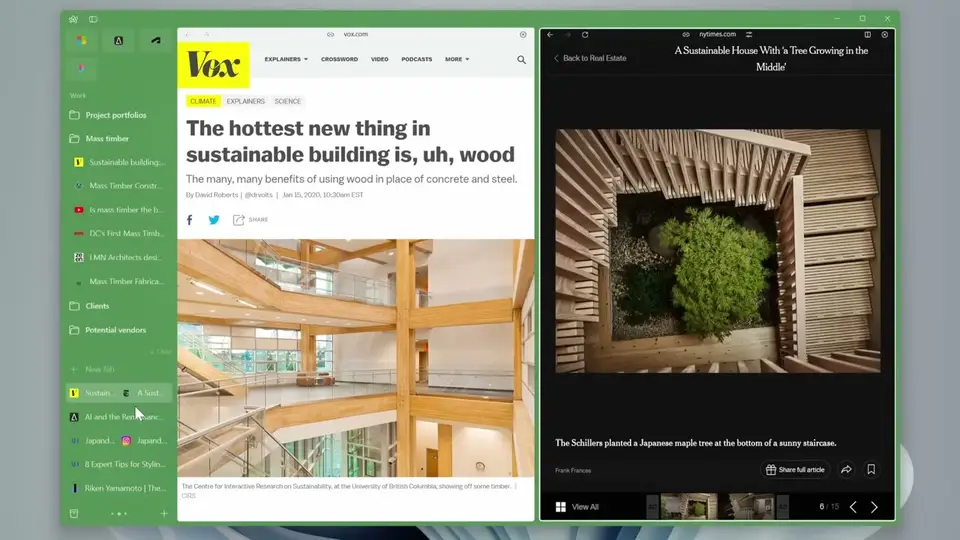 Work
Project portfolios
Mass timber
Sustainable building...
Mass Timber Constr...
Is mass timber the b...
DC's First Mass Timb...
LMN Architects desi...
Mass Timber Fabrica...
Clients
Potential vendors
New Tab
Sustain...
A Sust...
AI and the Renaissanc...
Japand...
Japand...
8 Expert Tips for Stylin...
Riken Yamamoto | The...
vox.com
Vox
EXPLAINERS
CROSSWORD
VIDEO
PODCASTS
MORE
CLIMATE
EXPLAINERS
SCIENCE
The hottest new thing in
sustainable building is, uh, wood
The many, many benefits of using wood in place of concrete and steel.
By David Roberts | @drvolts | Jan 15, 2020, 10:30am EST
SHARE
The Centre for Interactive Research on Sustainability, at the University of British Columbia, showing off some timber. |
CIRS
nytimes.com
Back to Real Estate
A Sustainable House With 'a Tree Growing in the
Middle'
The Schillers planted a Japanese maple tree at the bottom of a sunny staircase.
Frank Frances
Share full article
View All
6 / 15